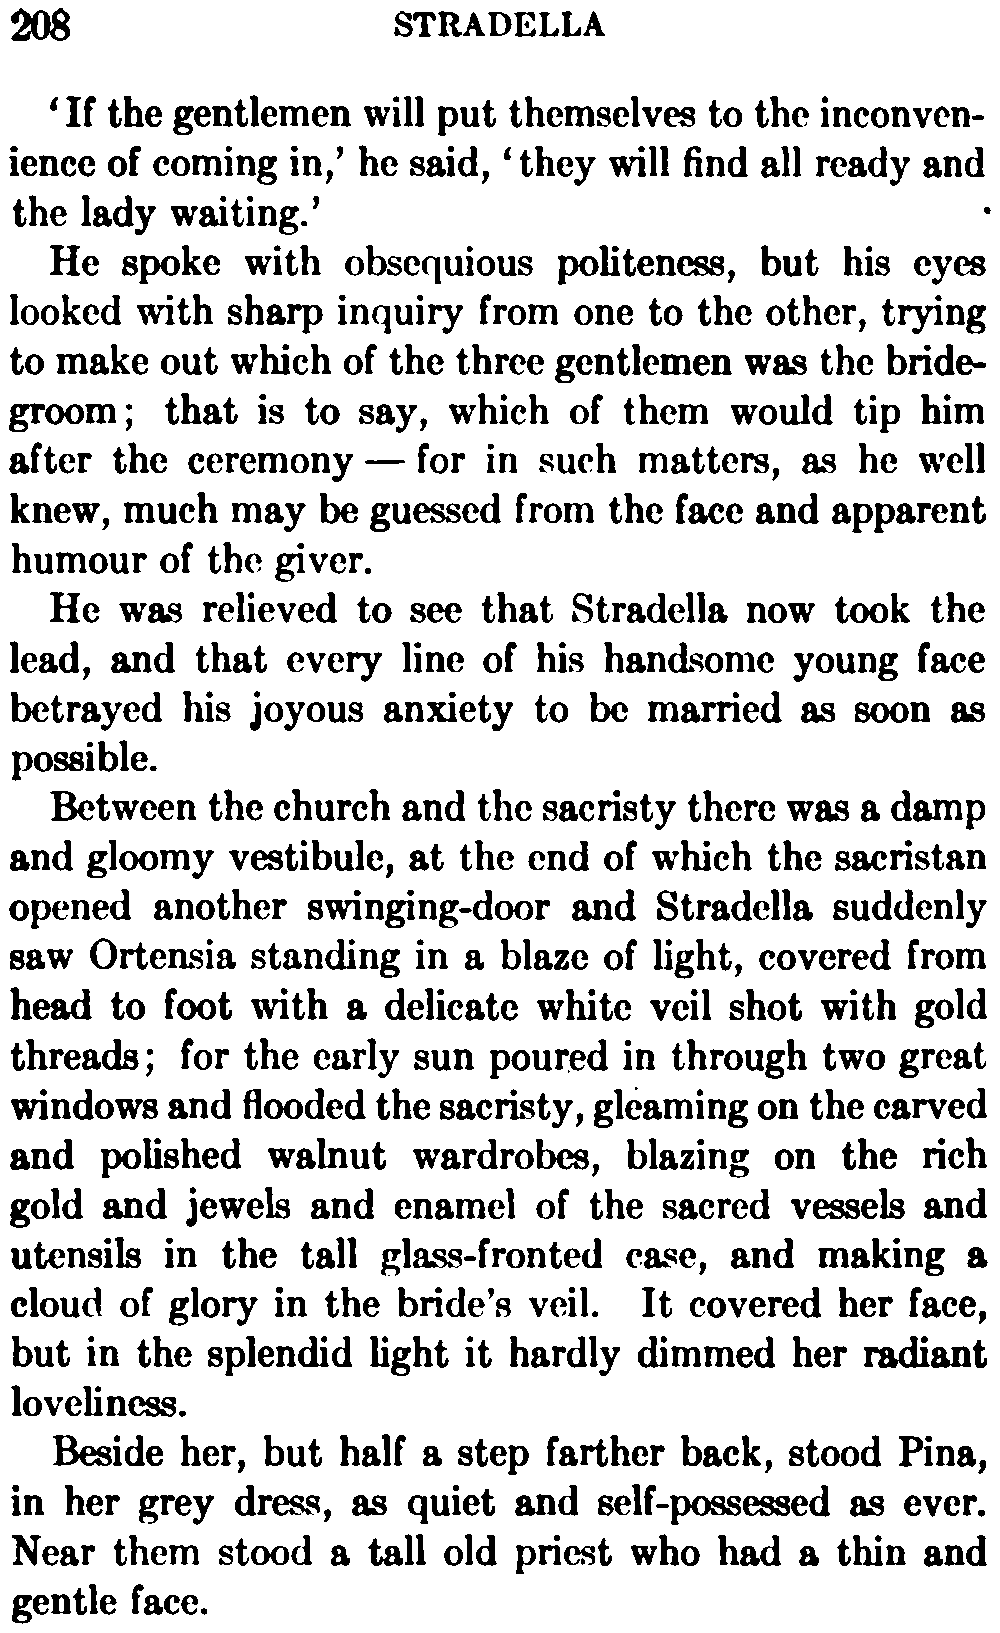 208 STRADELLA
‘If the gentlemen will put themselves to the inconven-
ience of coming in,’ he said, ‘they will find all ready and
the lady waiting.’
He spoke with obsequious politeness, but his eyes
looked with sharp inquiry from one to the other, trying
to make out which of the three gentlemen was the bride-
groom; that is to say, which of them would tip him
after the ceremony — for in such matters, as he well
knew, much may be guessed from the face and apparent
humour of the giver.
He was relieved to see that Stradella now took the
lead, and that every line of his handsome young face
betrayed his joyous anxiety to be married as soon as
possible.
Between the church and the sacristy there was a damp
and gloomy vestibule, at the end of which the sacristan
opened another swinging-door and Stradella suddenly
saw Ortensia standing in a blaze of light, covered from
head to foot with a delicate white veil shot with gold
threads; for the early sun poured in through two great
windows and flooded the sacristy, gleaming on the carved
and polished walnut wardrobes, blazing on the rich
gold and jewels and enamel of the sacred vessels and
utensils in the tall glass-fronted case, and making a
cloud of glory in the bride’s veil. It covered her face,
but in the splendid light it hardly dimmed her radiant
loveliness.
Beside her, but half a step farther back, stood Pina,
in her grey dress, as quiet and self-possessed as ever.
Near them stood a tall old priest who had a thin and
gentle face.